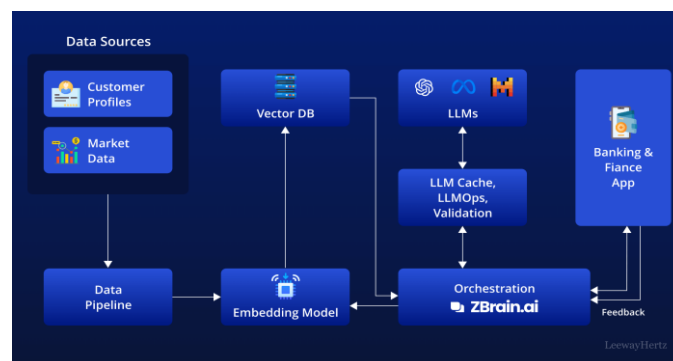 Data Sources
Customer
Profiles
Market
Data
Vector DB
LLMs
Banking &
Fiance
App
LLM Cache,
LLMOps,
Validation
Data
Pipeline
Embedding Model
Orchestration
ZBrain.ai
Feedback
LeewayHertz